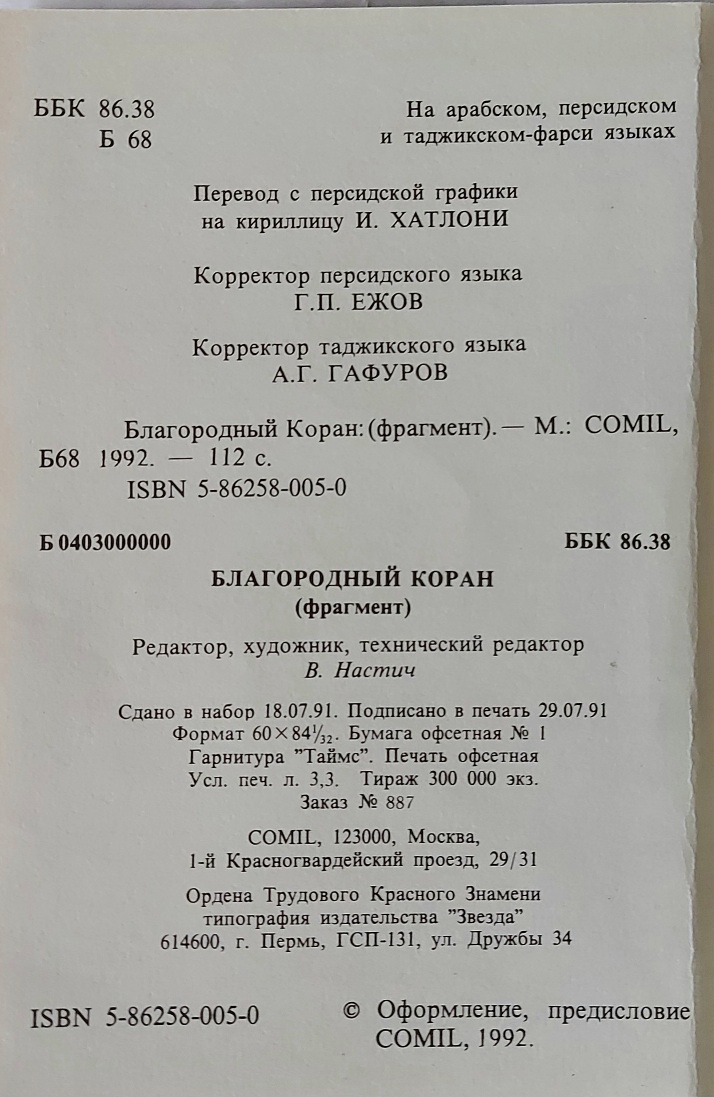 ББК 86.38
Б 68
На арабском, персидском
и таджикском-фарси языках
Перевод с персидской графики
на кириллицу И. ХАТЛОНИ
Корректор персидского языка
Г.П. ЕЖОВ
Корректор таджикского языка
А.Г. ГАФУРОВ
Благородный Коран: (фрагмент). — М.: COMIL,
Б68 1992. — 112 с.
ISBN 5-86258-005-0
Б 0403000000 ББК 86.38
БЛАГОРОДНЫЙ КОРАН
(фрагмент)
Редактор, художник, технический редактор
В. Настич
Сдано в набор 18.07.91. Подписано в печать 29.07.91
Формат 60×84¹/₃₂. Бумага офсетная № 1
Гарнитура "Таймс". Печать офсетная
Усл. печ. л. 3,3. Тираж 300 000 экз.
Заказ № 887
COMIL, 123000, Москва,
1-й Красногвардейский проезд, 29/31
Ордена Трудового Красного Знамени
типография издательства "Звезда"
614600, г. Пермь, ГСП-131, ул. Дружбы 34
ISBN 5-86258-005-0
© Оформление, предисловие
COMIL, 1992.